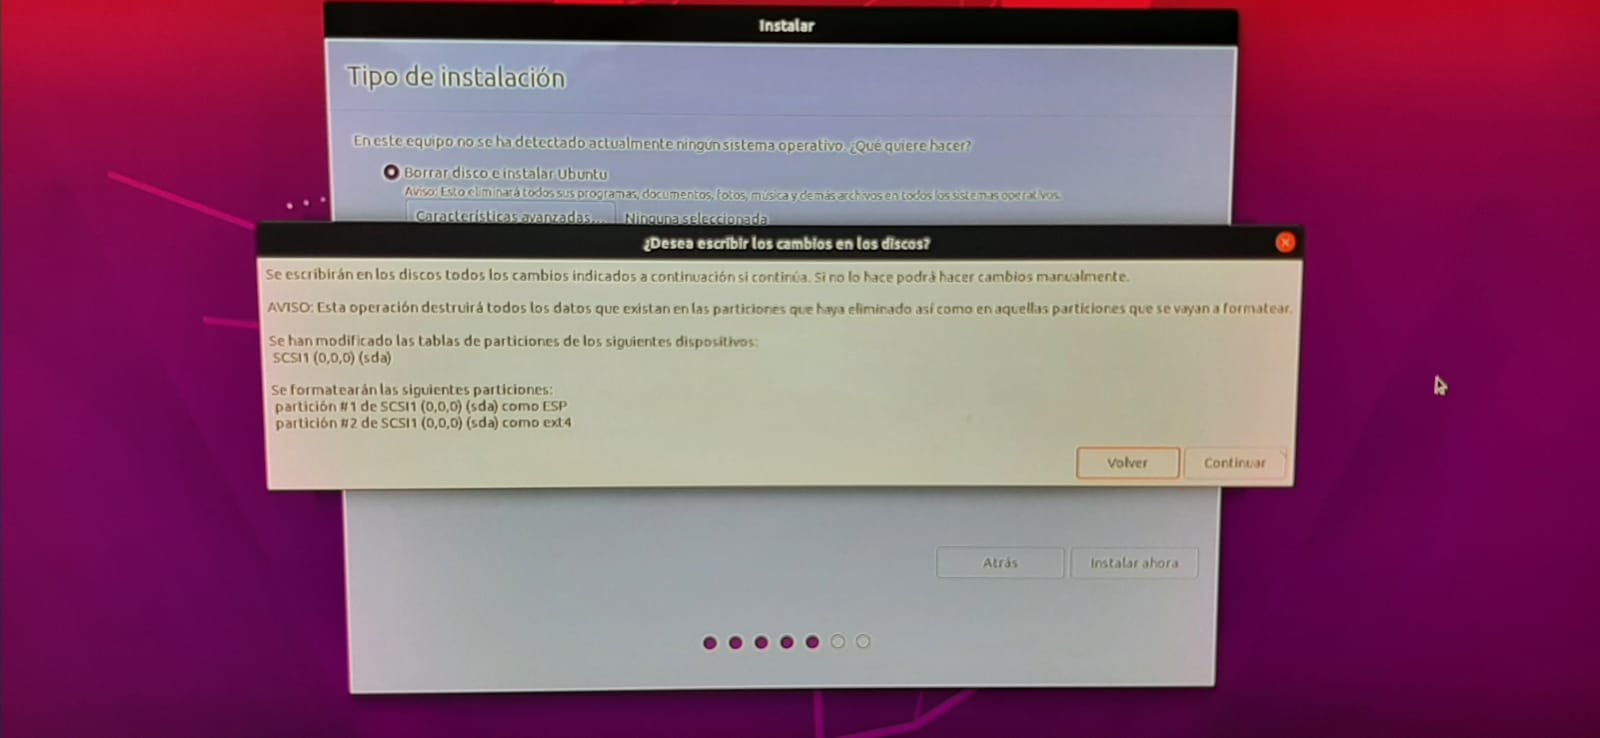 Instalar
Tipo de instalación
En este equipo no se ha detectado actualmente ningún sistema operativo. ¿Qué quiere hacer?
Borrar disco e instalar Ubuntu
Aviso: Esto eliminará todos sus programas, documentos, fotos, música y demás archivos en todos los sistemas operativos.
Características avanzadas... Ninguna seleccionada
¿Desea escribir los cambios en los discos?
Se escribirán en los discos todos los cambios indicados a continuación si continúa. Si no lo hace podrá hacer cambios manualmente.
AVISO: Esta operación destruirá todos los datos que existan en las particiones que haya eliminado así como en aquellas particiones que se vayan a formatear.
Se han modificado las tablas de particiones de los siguientes dispositivos:
SCSI1 (0,0,0) (sda)
Se formatearán las siguientes particiones:
partición #1 de SCSI1 (0,0,0) (sda) como ESP
partición #2 de SCSI1 (0,0,0) (sda) como ext4
Volver Continuar
Atrás Instalar ahora